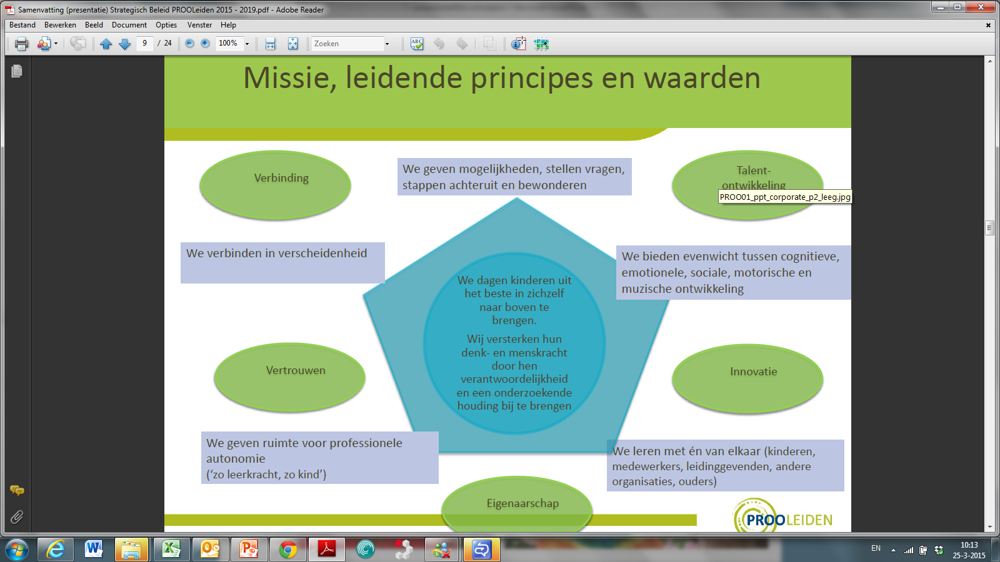 Samenvatting (presentatie) Strategisch Beleid PROOLeiden 2015 - 2019.pdf - Adobe Reader
Bestand Bewerken Beeld Document Opties Venster Help
9 / 24 100% Zoeken
Missie, leidende principes en waarden
Verbinding
We geven mogelijkheden, stellen vragen,
stappen achteruit en bewonderen
Talent-
ontwikkeling
PROO01_ppt_corporate_p2_leeg.jpg
We verbinden in verscheidenheid
We bieden evenwicht tussen cognitieve,
emotionele, sociale, motorische en
muzische ontwikkeling
We dagen kinderen uit
het beste in zichzelf
naar boven te
brengen.
Wij versterken hun
denk- en menskracht
door hen
verantwoordelijkheid
en een onderzoekende
houding bij te brengen
Vertrouwen
Innovatie
We geven ruimte voor professionele
autonomie
(‘zo leerkracht, zo kind’)
We leren met én van elkaar (kinderen,
medewerkers, leidinggevenden, andere
organisaties, ouders)
Eigenaarschap
PROOLEIDEN
EN
10:13
25-3-2015